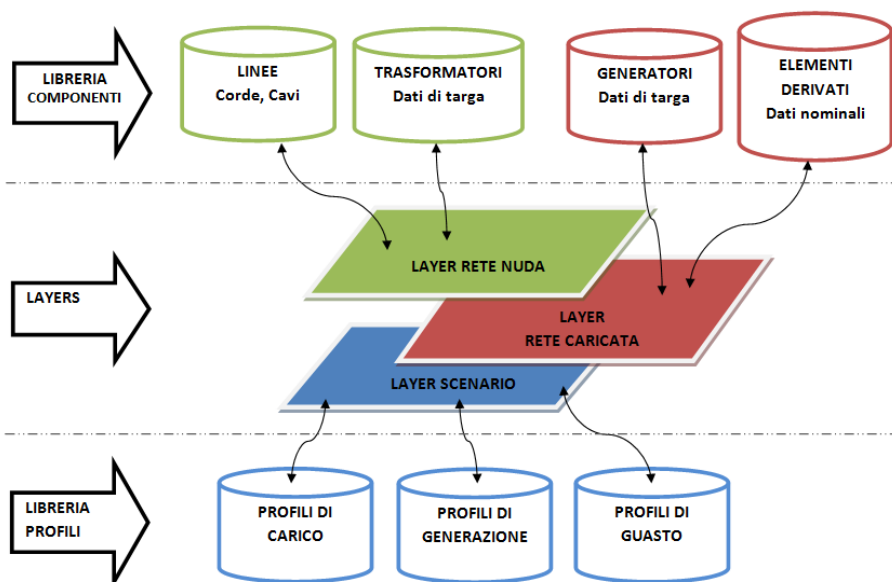 LIBRERIA
COMPONENTI
LINEE
Corde, Cavi
TRASFORMATORI
Dati di targa
GENERATORI
Dati di targa
ELEMENTI
DERIVATI
Dati nominali
LAYERS
LAYER RETE NUDA
LAYER
RETE CARICATA
LAYER SCENARIO
LIBRERIA
PROFILI
PROFILI DI
CARICO
PROFILI DI
GENERAZIONE
PROFILI DI
GUASTO